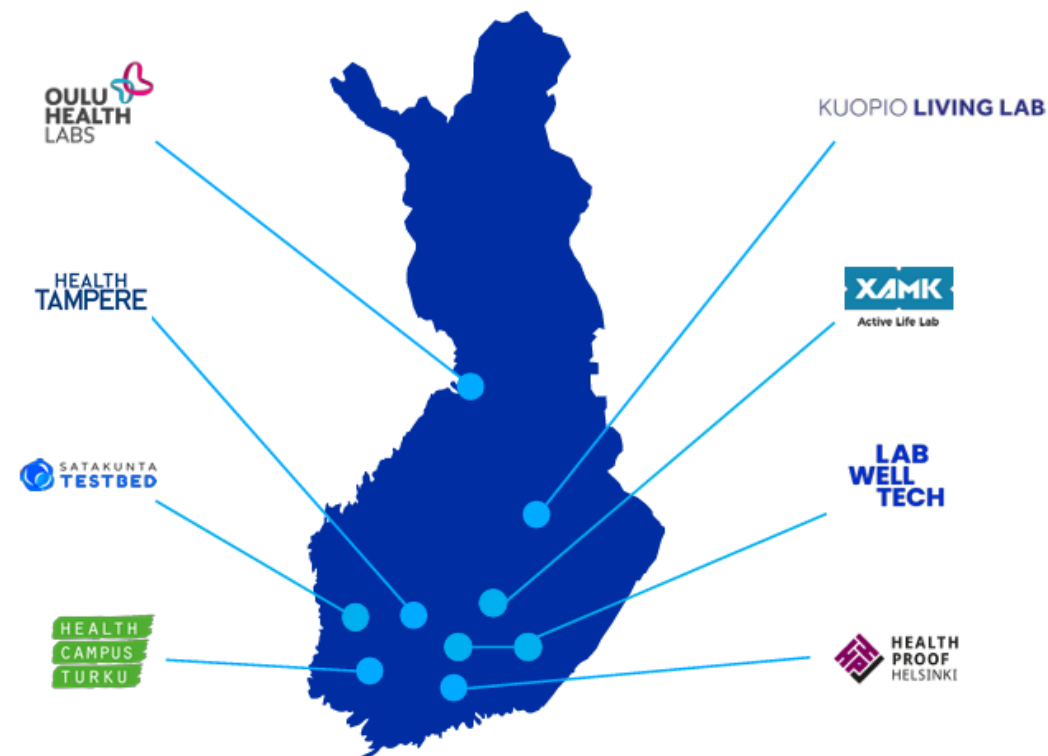 OULU
HEALTH
LABS
KUOPIO LIVING LAB
HEALTH
TAMPERE
XAMK
Active Life Lab
SATAKUNTA
TESTBED
LAB
WELL
TECH
HEALTH
CAMPUS
TURKU
HHPI
HEALTH
PROOF
HELSINKI